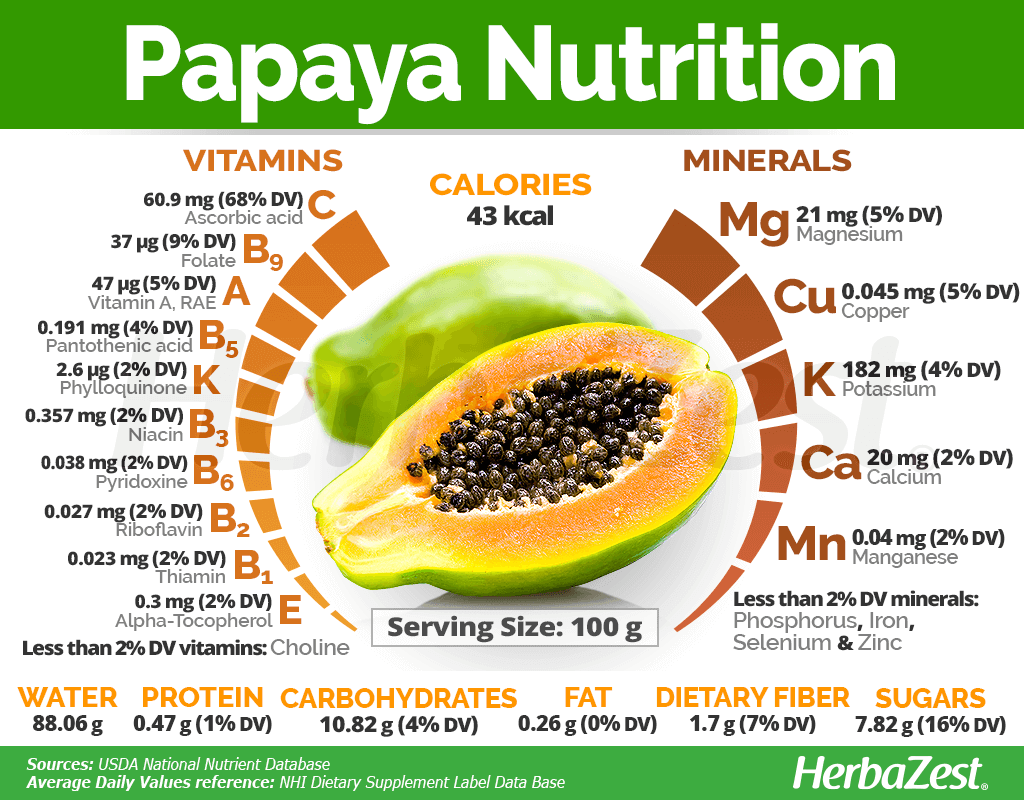 Papaya Nutrition
VITAMINS
60.9 mg (68% DV)
Ascorbic acid
C
37 µg (9% DV)
Folate
B9
47 µg (5% DV)
Vitamin A, RAE
A
0.191 mg (4% DV)
Pantothenic acid
B5
2.6 µg (2% DV)
Phylloquinone
K
0.357 mg (2% DV)
Niacin
B3
0.038 mg (2% DV)
Pyridoxine
B6
0.027 mg (2% DV)
Riboflavin
B2
0.023 mg (2% DV)
Thiamin
B1
0.3 mg (2% DV)
Alpha-Tocopherol
E
Less than 2% DV vitamins: Choline
CALORIES
43 kcal
HerbaZest
Serving Size: 100 g
MINERALS
Mg
21 mg (5% DV)
Magnesium
Cu
0.045 mg (5% DV)
Copper
K
182 mg (4% DV)
Potassium
Ca
20 mg (2% DV)
Calcium
Mn
0.04 mg (2% DV)
Manganese
Less than 2% DV minerals:
Phosphorus, Iron,
Selenium & Zinc
WATER
88.06 g
PROTEIN
0.47 g (1% DV)
CARBOHYDRATES
10.82 g (4% DV)
FAT
0.26 g (0% DV)
DIETARY FIBER
1.7 g (7% DV)
SUGARS
7.82 g (16% DV)
Sources: USDA National Nutrient Database
Average Daily Values reference: NHI Dietary Supplement Label Data Base
HerbaZest®